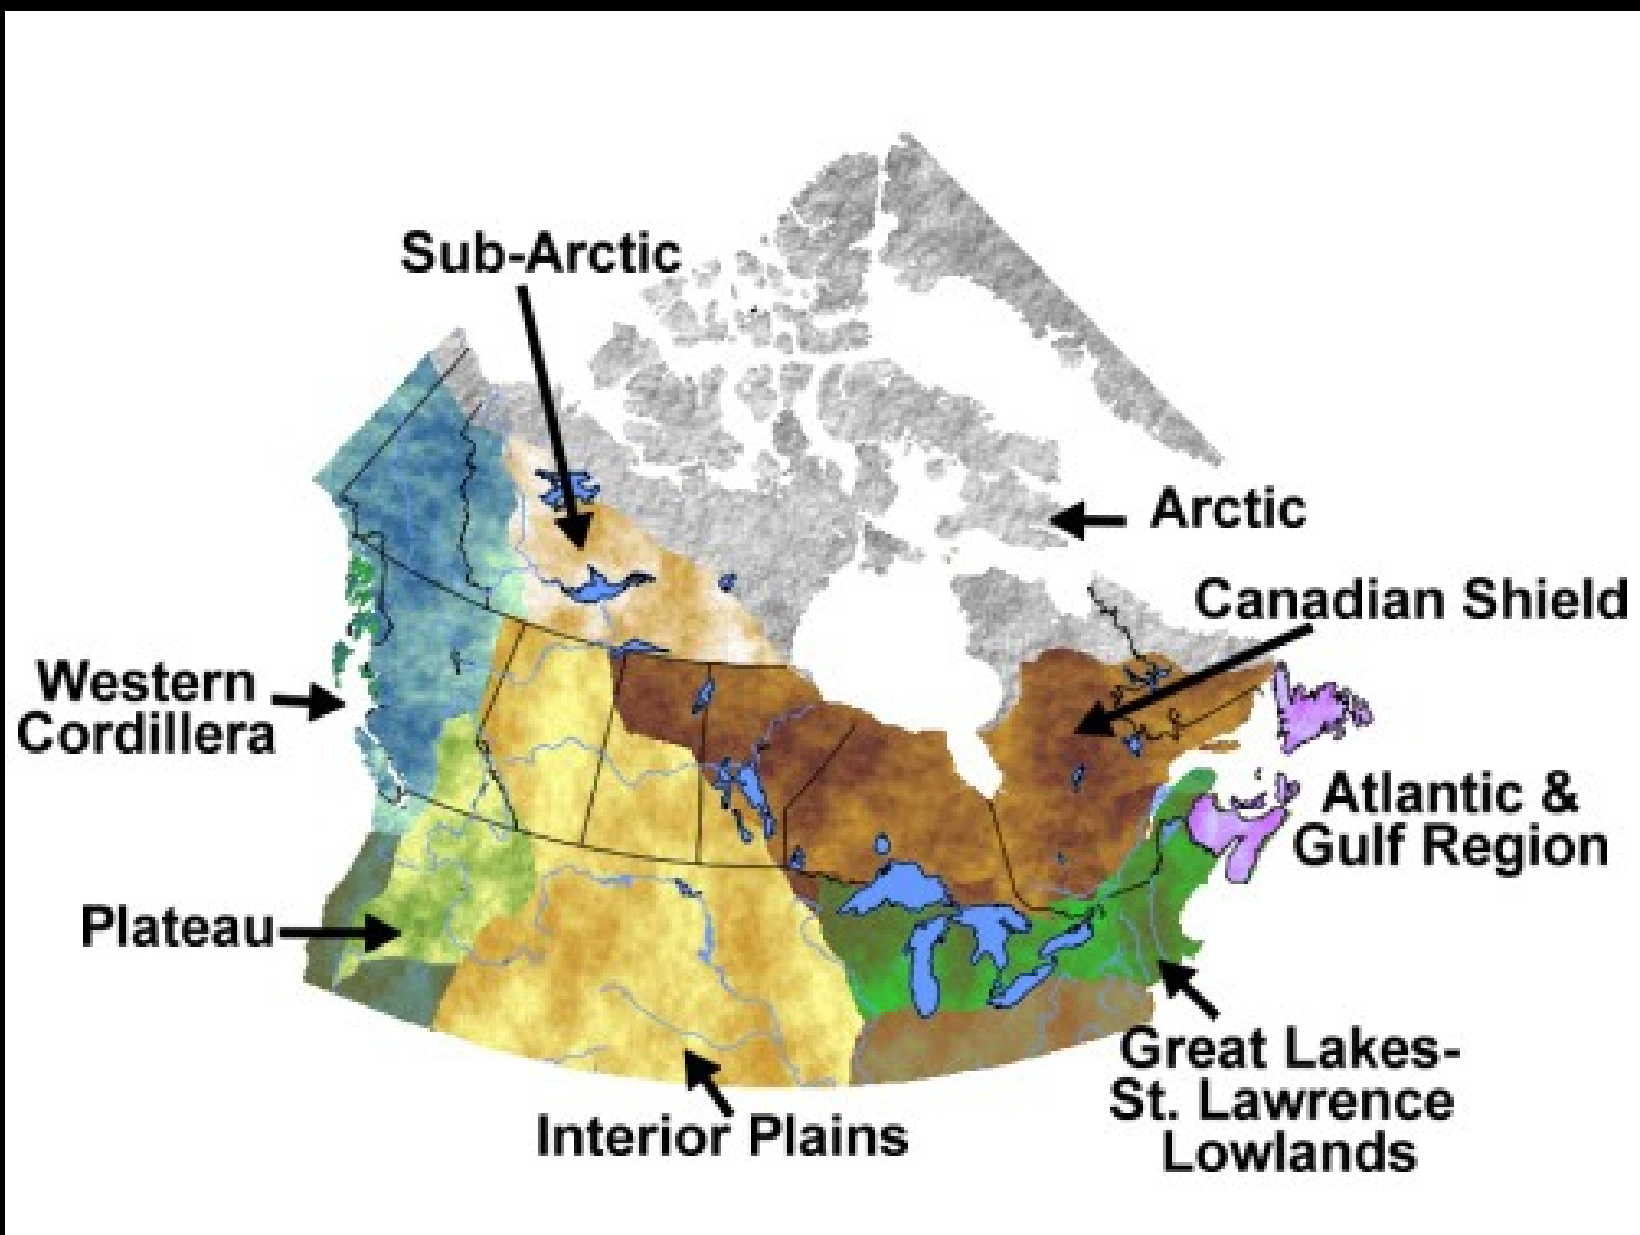 Sub-Arctic
Arctic
Canadian Shield
Western
Cordillera
Atlantic &
Gulf Region
Plateau
Great Lakes-
St. Lawrence
Lowlands
Interior Plains